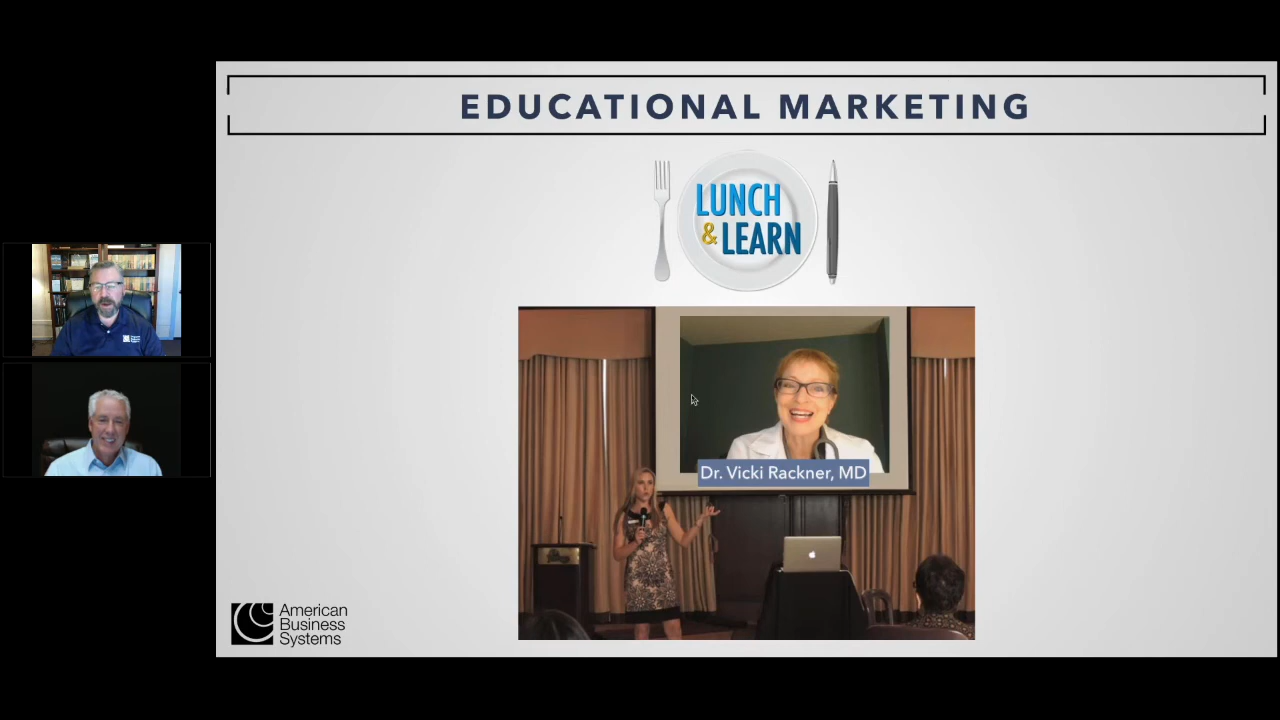 EDUCATIONAL MARKETING
LUNCH
& LEARN
Dr. Vicki Rackner, MD
American
Business
Systems